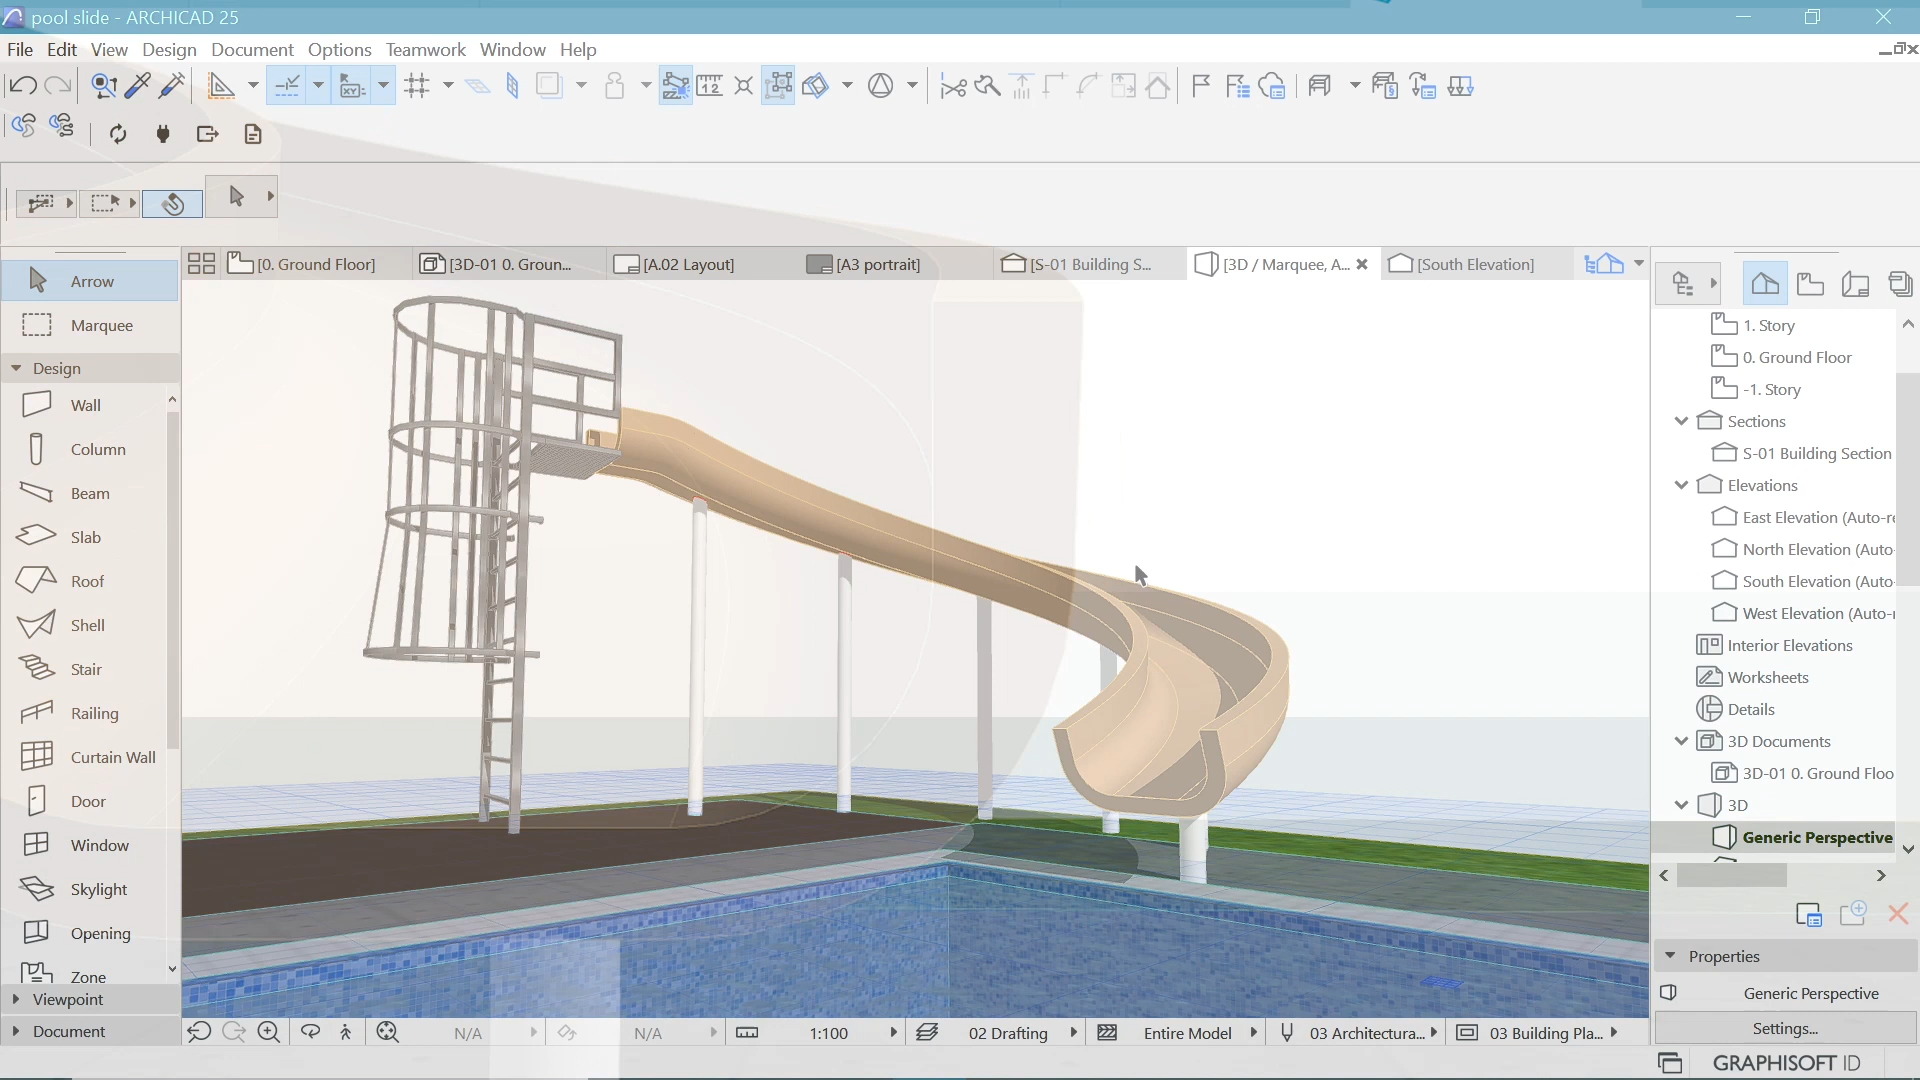 pool slide - ARCHICAD 25
File Edit View Design Document Options Teamwork Window Help
[0. Ground Floor]
[3D-01 0. Groun...
[A.02 Layout]
[A3 portrait]
[S-01 Building S...
[3D / Marquee, A...
[South Elevation]
Arrow
Marquee
Design
Wall
Column
Beam
Slab
Roof
Shell
Stair
Railing
Curtain Wall
Door
Window
Skylight
Opening
Zone
Viewpoint
Document
1. Story
0. Ground Floor
-1. Story
Sections
S-01 Building Section
Elevations
East Elevation (Auto-re
North Elevation (Auto-
South Elevation (Auto-
West Elevation (Auto-r
Interior Elevations
Worksheets
Details
3D Documents
3D-01 0. Ground Floo
3D
Generic Perspective
Properties
Generic Perspective
Settings...
N/A
N/A
1:100
02 Drafting
Entire Model
03 Architectura...
03 Building Pla...
GRAPHISOFT ID